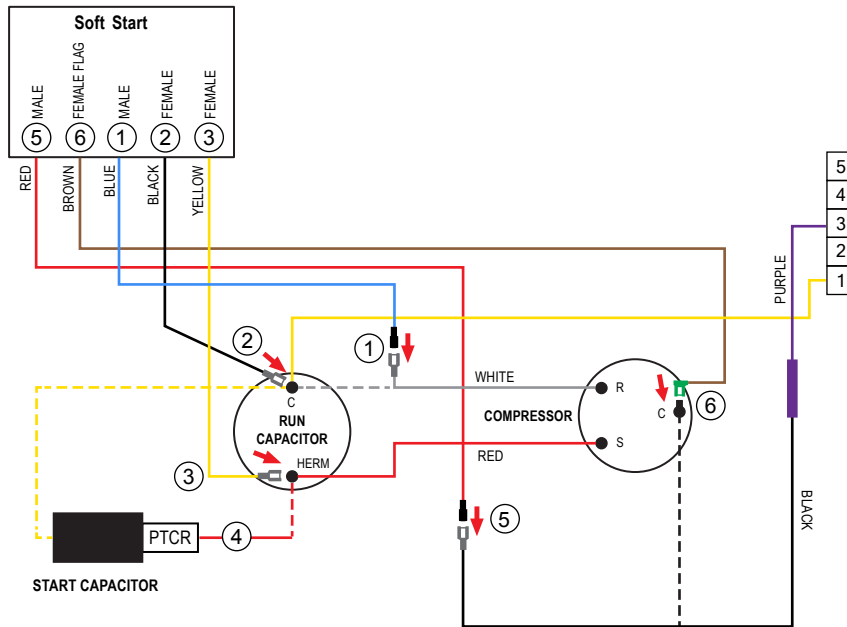 Soft Start
MALE
FEMALE FLAG
MALE
FEMALE
FEMALE
5
6
1
2
3
RED
BROWN
BLUE
BLACK
YELLOW
5
4
3
2
1
PURPLE
2
1
WHITE
C
RUN
CAPACITOR
HERM
COMPRESSOR
R
C
S
6
RED
3
5
BLACK
PTCR
4
START CAPACITOR